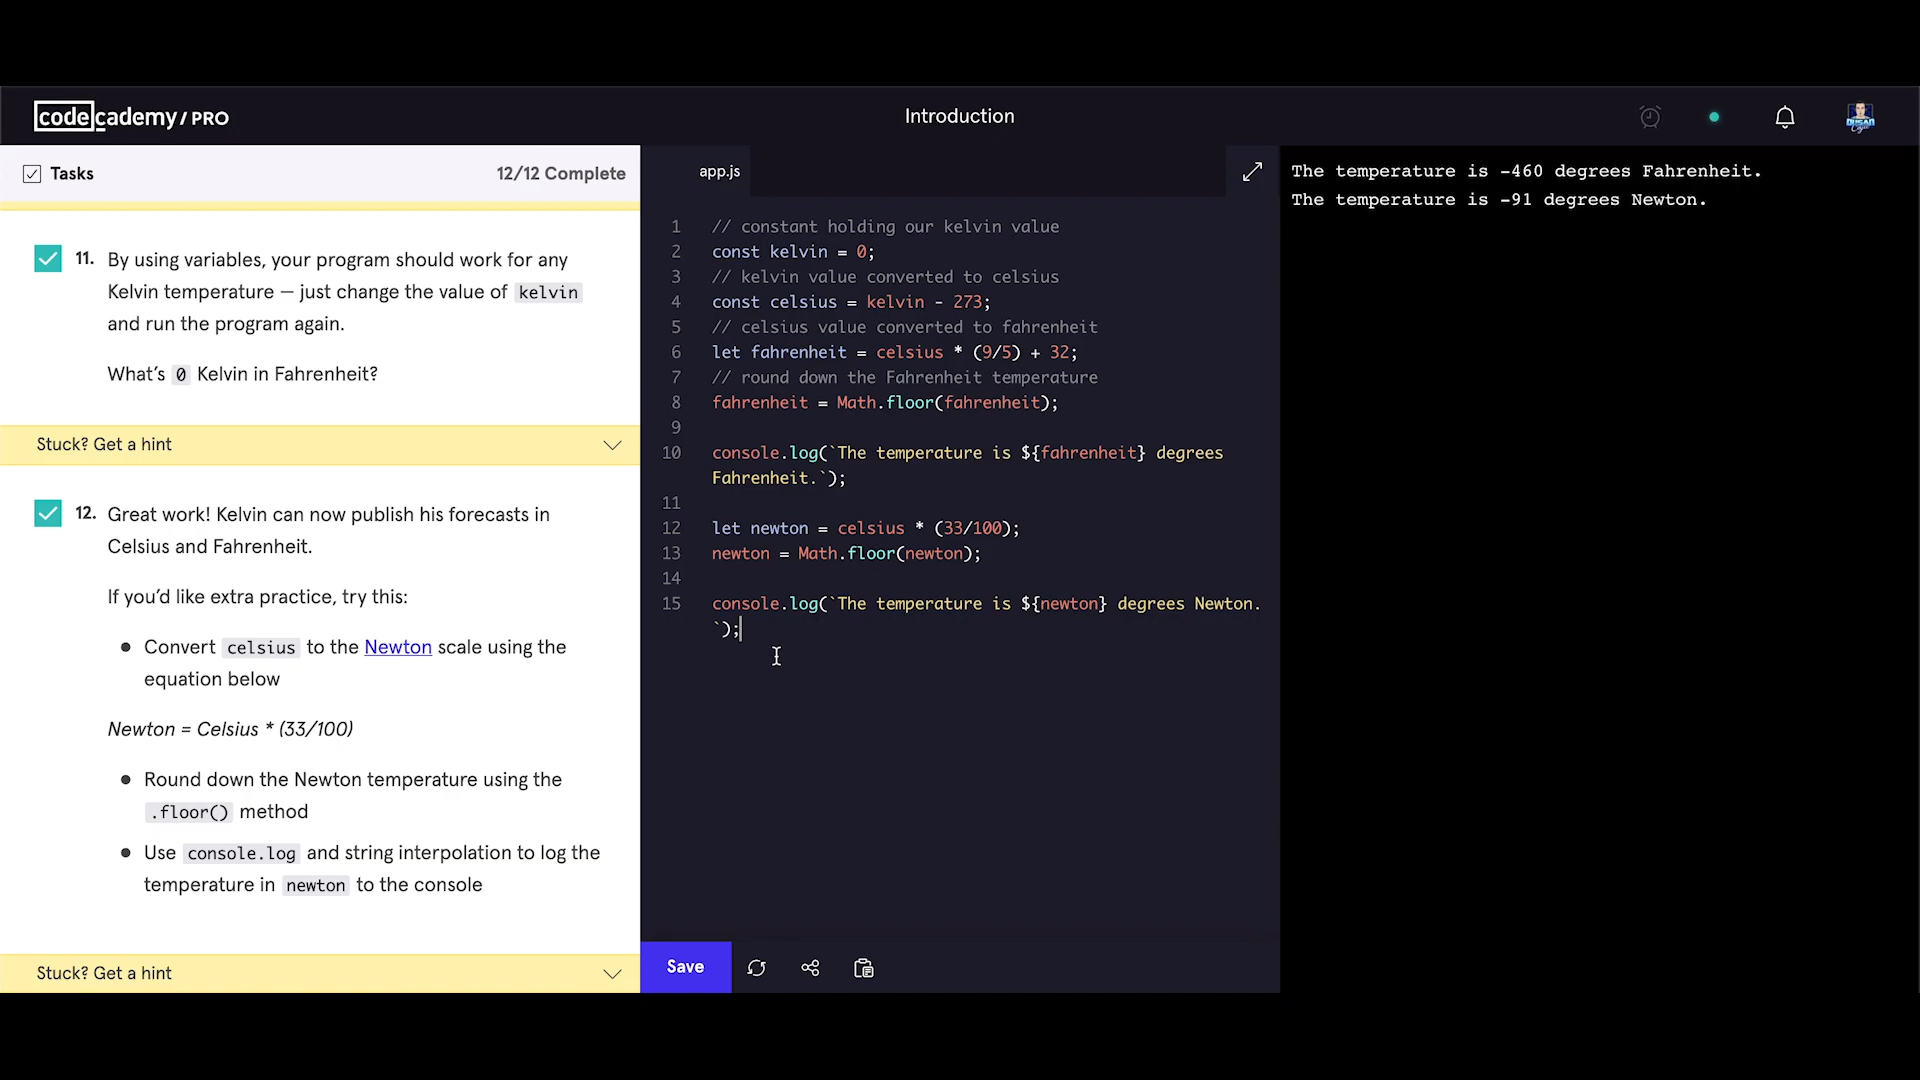 codecademy/PRO
Introduction
Tasks
12/12 Complete
11. By using variables, your program should work for any
Kelvin temperature — just change the value of kelvin
and run the program again.
What's 0 Kelvin in Fahrenheit?
Stuck? Get a hint
12. Great work! Kelvin can now publish his forecasts in
Celsius and Fahrenheit.
If you'd like extra practice, try this:
• Convert celsius to the Newton scale using the
equation below
Newton = Celsius * (33/100)
• Round down the Newton temperature using the
.floor() method
• Use console.log and string interpolation to log the
temperature in newton to the console
Stuck? Get a hint
app.js
1 // constant holding our kelvin value
2 const kelvin = 0;
3 // kelvin value converted to celsius
4 const celsius = kelvin - 273;
5 // celsius value converted to fahrenheit
6 let fahrenheit = celsius * (9/5) + 32;
7 // round down the Fahrenheit temperature
8 fahrenheit = Math.floor(fahrenheit);
9
10 console.log(`The temperature is ${fahrenheit} degrees
Fahrenheit.`);
11
12 let newton = celsius * (33/100);
13 newton = Math.floor(newton);
14
15 console.log(`The temperature is ${newton} degrees Newton.
`);
Save
The temperature is -460 degrees Fahrenheit.
The temperature is -91 degrees Newton.